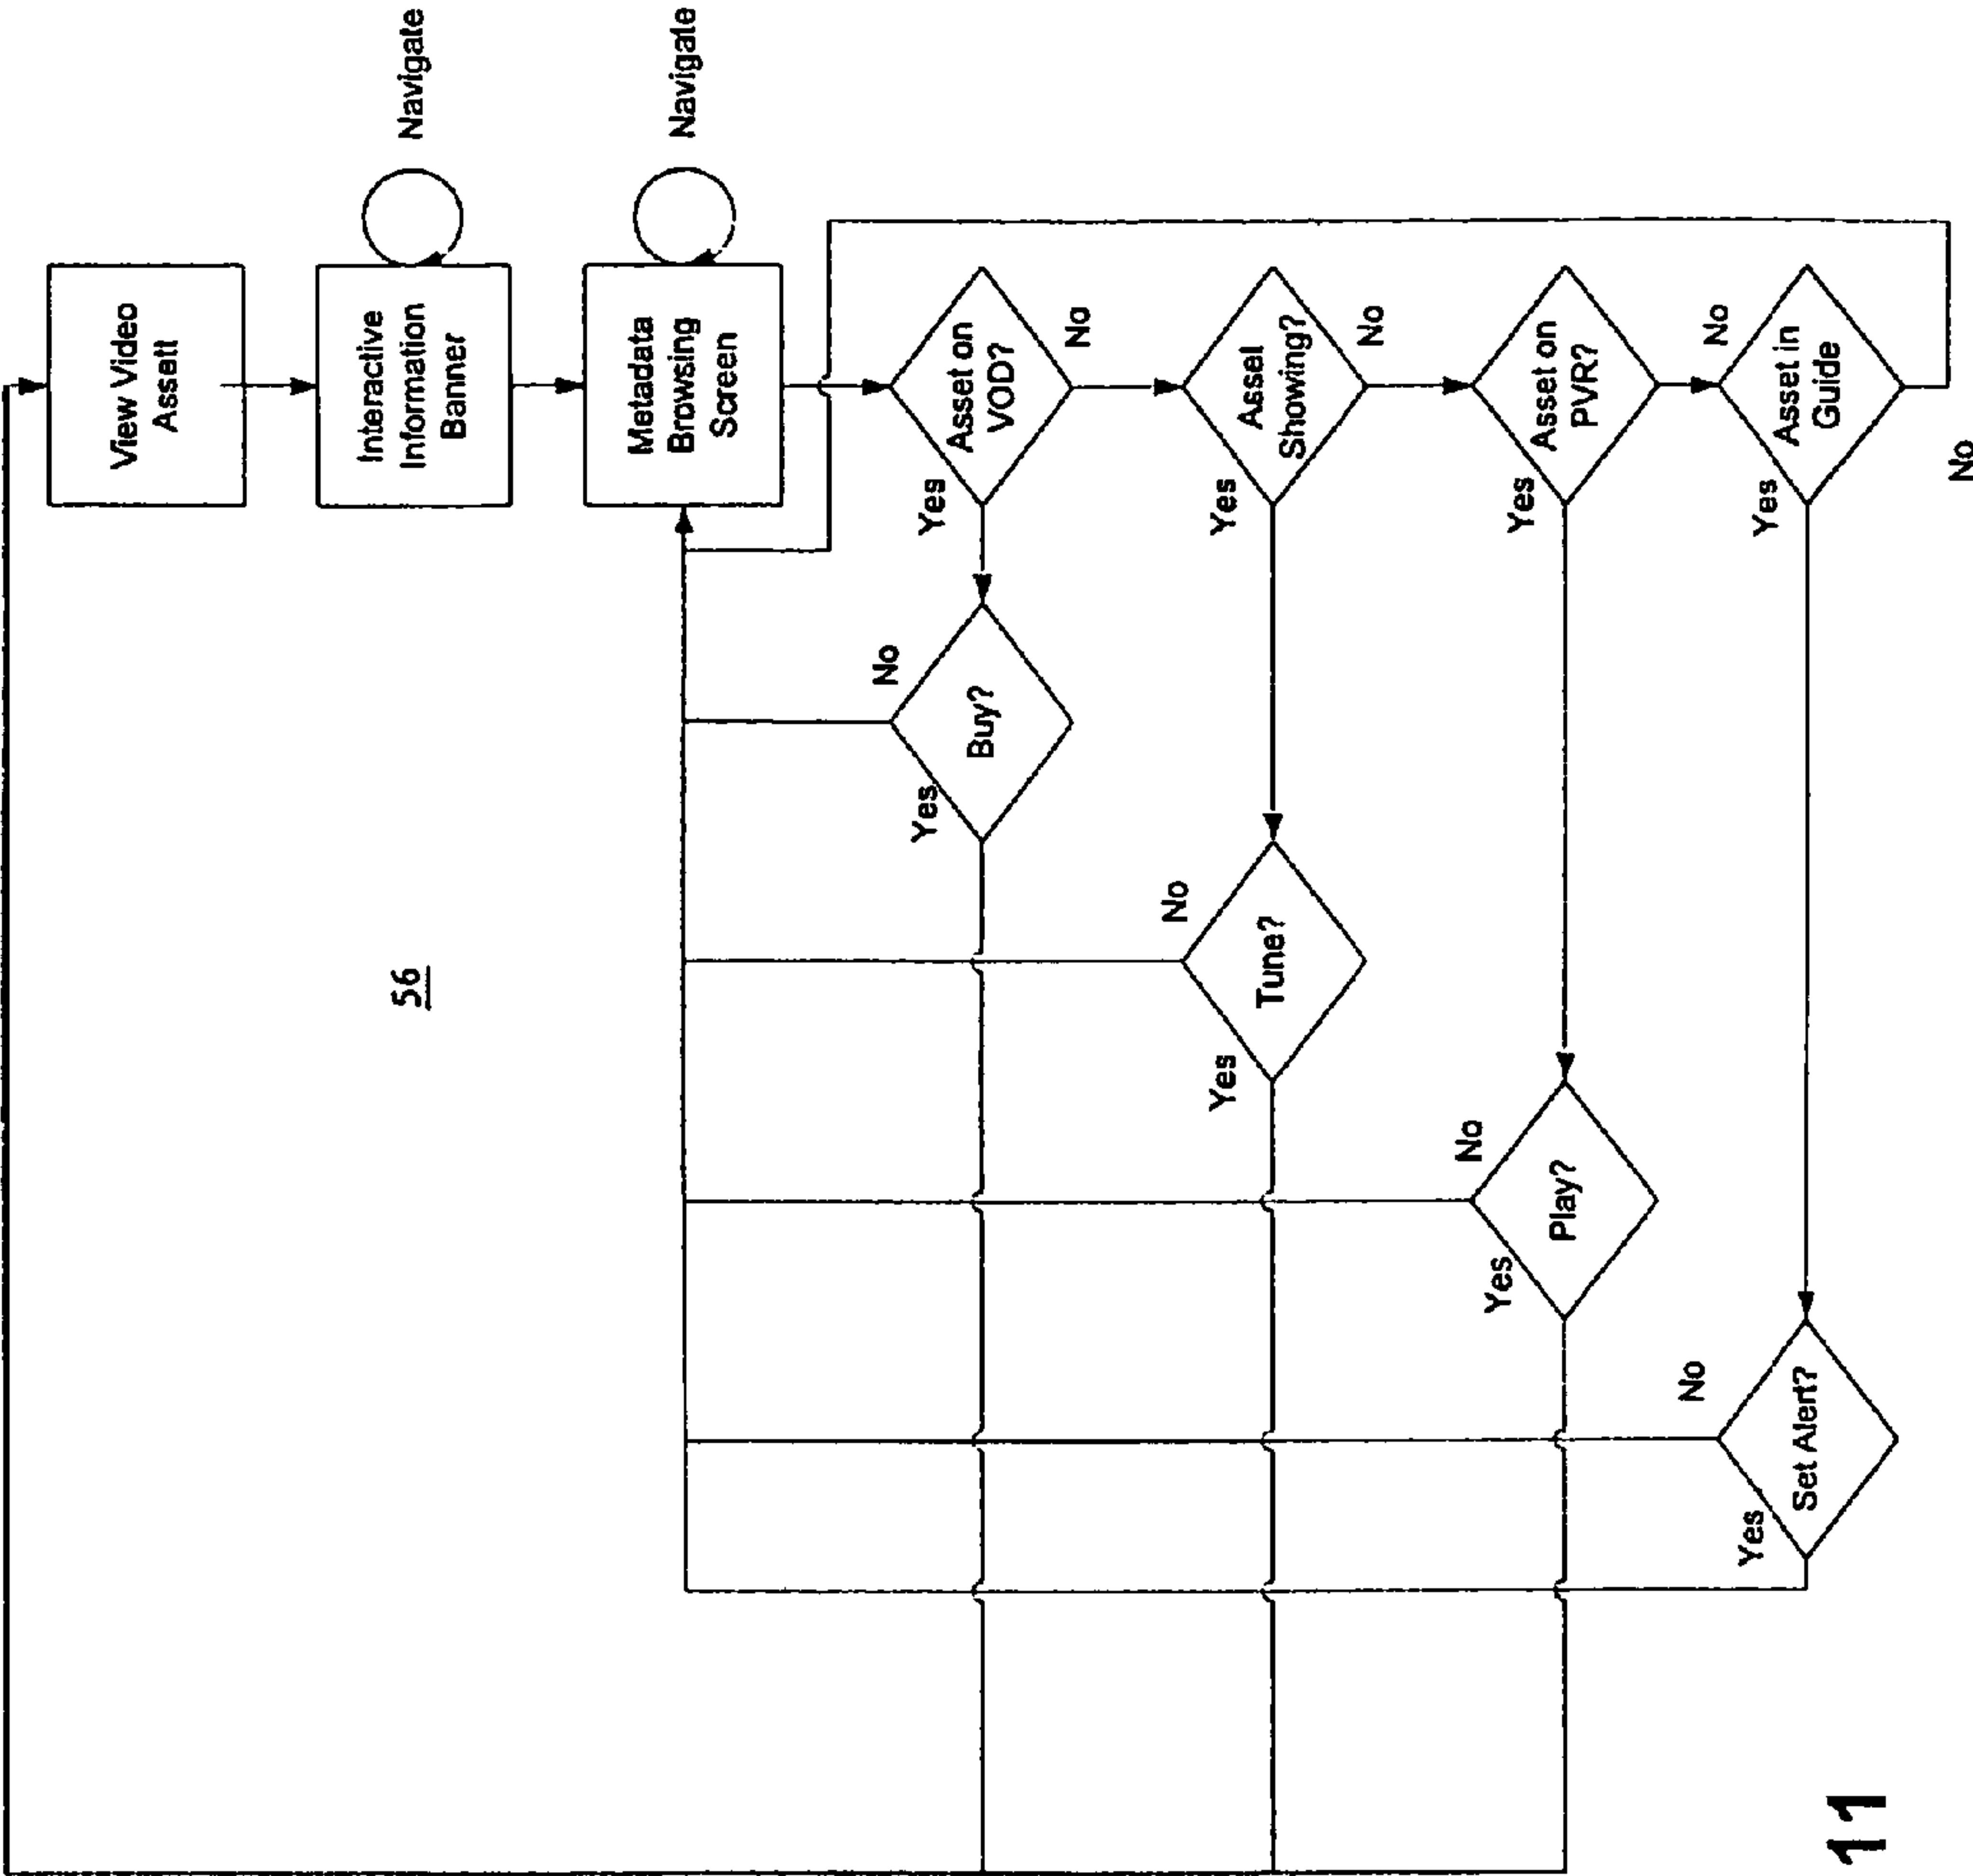 View Video
Assett
Interactive
Information
Banner
Navigate
Metadata
Browsing
Screen
Navigate
56
Asset on
VOD?
Yes
No
Buy?
No
Yes
Asset
Showing?
Yes
No
Tune?
No
Yes
Asset on
PVR?
Yes
No
Play?
No
Yes
Asset in
Guide
Yes
No
Set Alert?
No
Yes
11